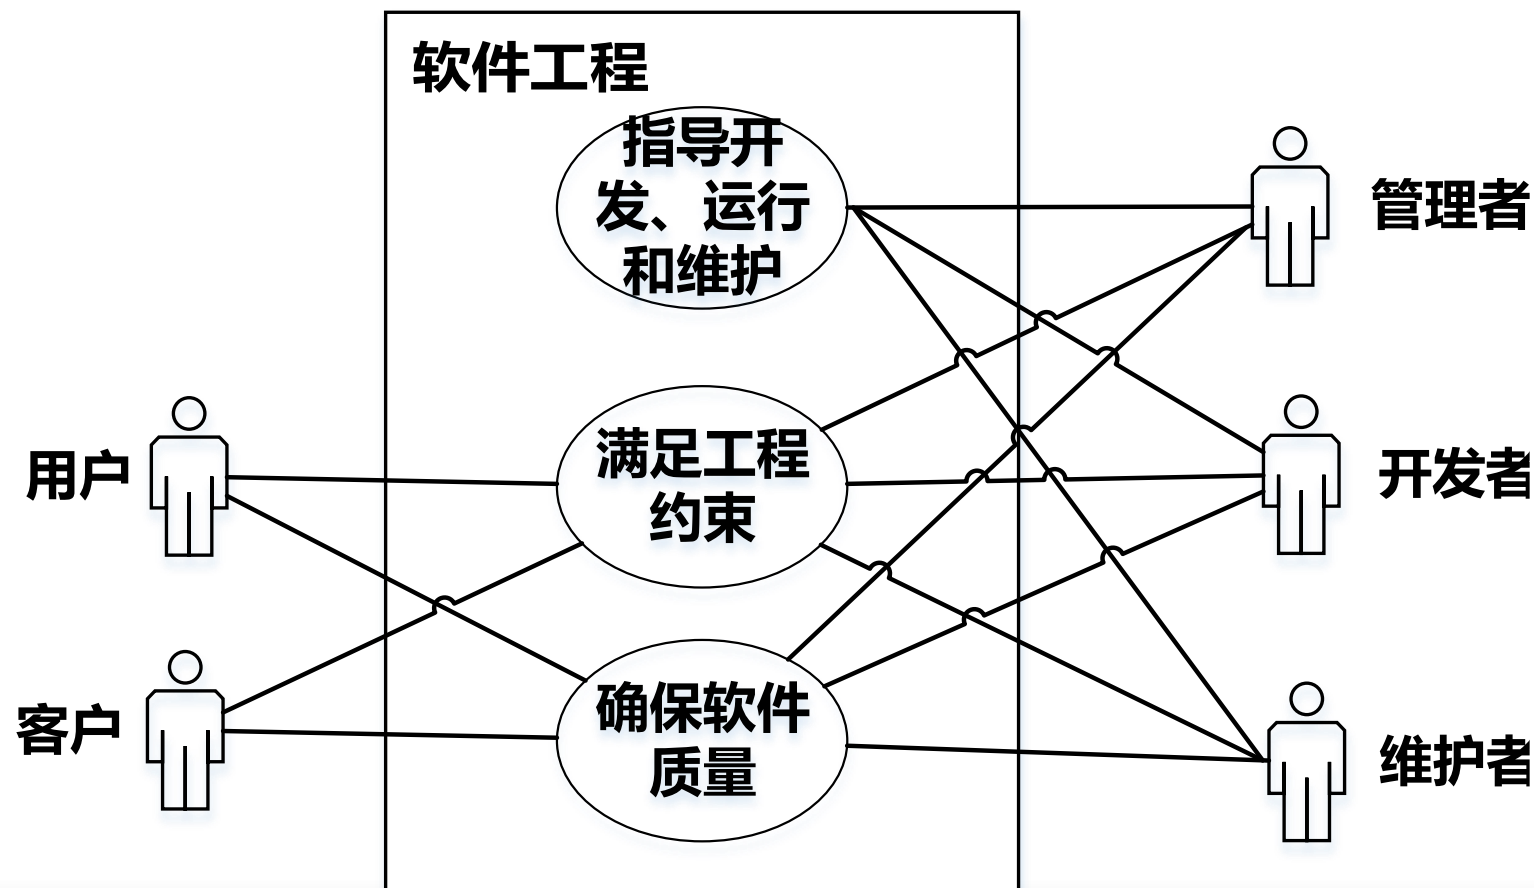 软件工程
指导开
发、运行
和维护
管理者
用户
满足工程
约束
开发者
客户
确保软件
质量
维护者